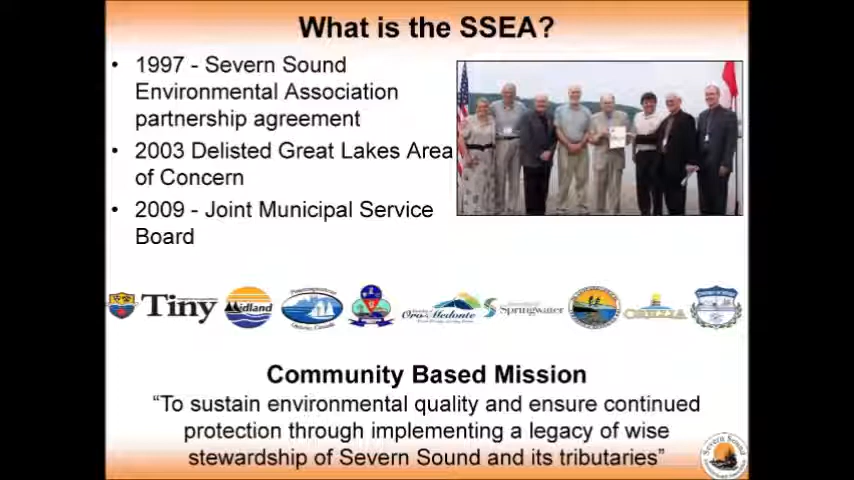 What is the SSEA?
• 1997 - Severn Sound
Environmental Association
partnership agreement
• 2003 Delisted Great Lakes Area
of Concern
• 2009 - Joint Municipal Service
Board
Tiny
Midland
Oro-Medonte
Springwater
ORILLIA
Community Based Mission
“To sustain environmental quality and ensure continued
protection through implementing a legacy of wise
stewardship of Severn Sound and its tributaries”
Severn Sound